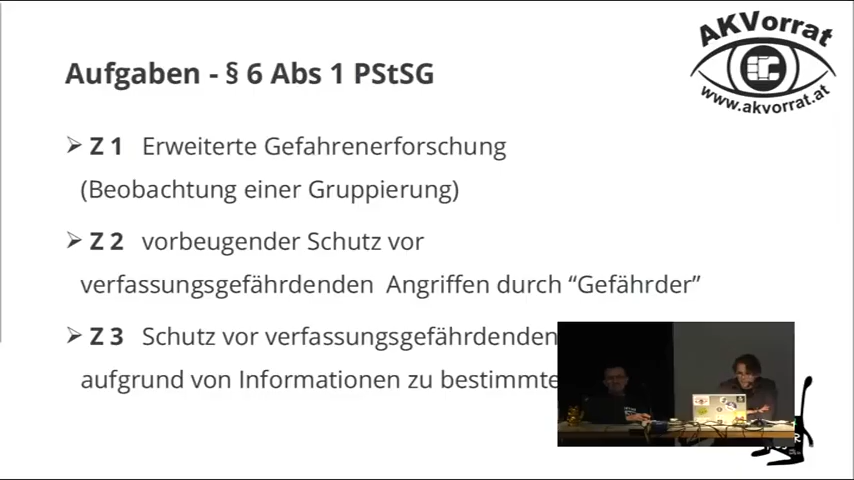 AKVorrat
www.akvorrat.at
Aufgaben - § 6 Abs 1 PStSG
➢ Z 1 Erweiterte Gefahrenerforschung
(Beobachtung einer Gruppierung)
➢ Z 2 vorbeugender Schutz vor
verfassungsgefährdenden Angriffen durch “Gefährder”
➢ Z 3 Schutz vor verfassungsgefährdenden
aufgrund von Informationen zu